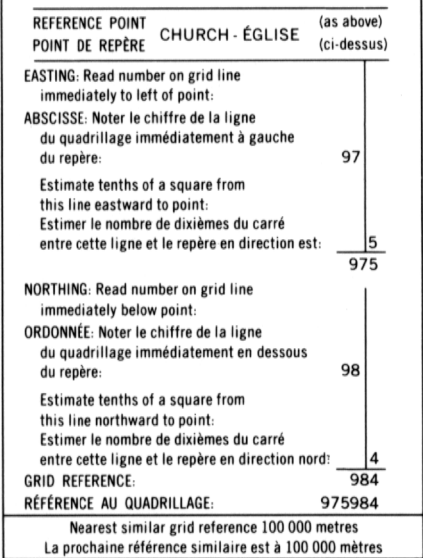 REFERENCE POINT CHURCH - ÉGLISE (as above)
POINT DE REPÈRE (ci-dessus)
EASTING: Read number on grid line
immediately to left of point:
ABSCISSE: Noter le chiffre de la ligne
du quadrillage immédiatement à gauche
du repère: 97
Estimate tenths of a square from
this line eastward to point:
Estimer le nombre de dixièmes du carré
entre cette ligne et le repère en direction est: 5
975
NORTHING: Read number on grid line
immediately below point:
ORDONNÉE: Noter le chiffre de la ligne
du quadrillage immédiatement en dessous
du repère: 98
Estimate tenths of a square from
this line northward to point:
Estimer le nombre de dixièmes du carré
entre cette ligne et le repère en direction nord: 4
GRID REFERENCE: 984
RÉFÉRENCE AU QUADRILLAGE: 975984
Nearest similar grid reference 100 000 metres
La prochaine référence similaire est à 100 000 mètres